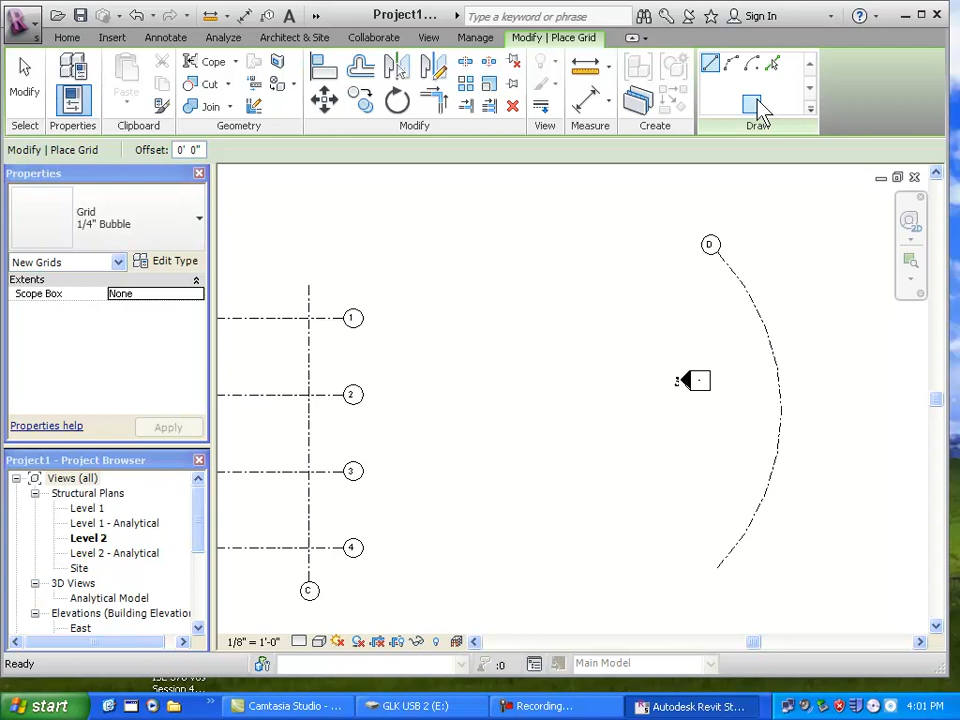 Project1...
Type a keyword or phrase
Sign In
Home Insert Annotate Analyze Architect & Site Collaborate View Manage Modify | Place Grid
Modify
Paste
Cope
Cut
Join
Select Properties Clipboard Geometry Modify View Measure Create Draw
Modify | Place Grid Offset: 0' 0"
Properties
Grid
1/4" Bubble
New Grids Edit Type
Extents
Scope Box None
Properties help Apply
Project1 - Project Browser
Views (all)
Structural Plans
Level 1
Level 1 - Analytical
Level 2
Level 2 - Analytical
Site
3D Views
Analytical Model
Elevations (Building Elevation
East
2D
D
1
2
3
4
C
1/8" = 1'-0"
Ready
:0
Main Model
Session 4...
start
Camtasia Studio - ...
GLK USB 2 (E:)
Recording...
Autodesk Revit St...
4:01 PM